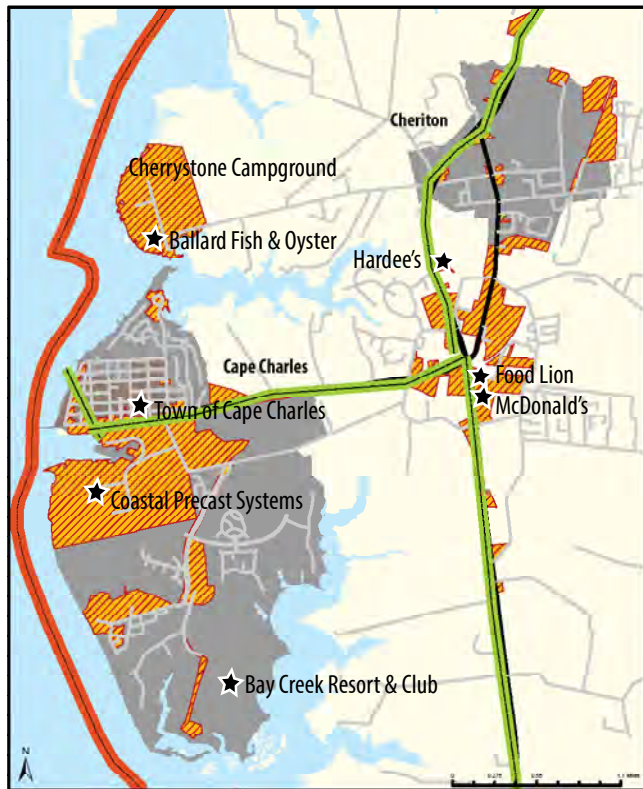 Cheriton
Cherrystone Campground
Ballard Fish & Oyster
Hardee's
Cape Charles
Food Lion
McDonald's
Town of Cape Charles
Coastal Precast Systems
Bay Creek Resort & Club
N
0